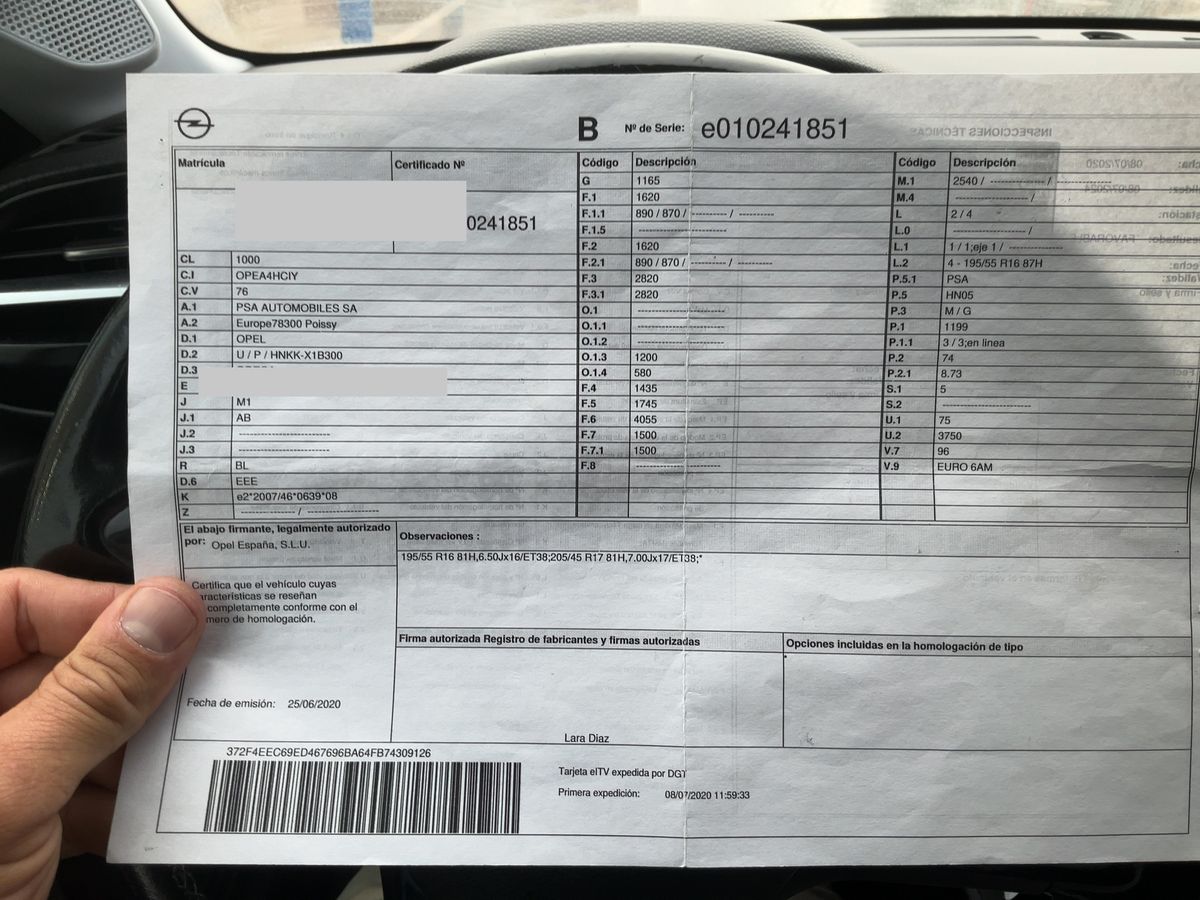 B Nº de Serie: e010241851
Matrícula
Certificado Nº
0241851
CL 1000
C.I OPEA4HCIY
C.V 76
A.1 PSA AUTOMOBILES SA
A.2 Europe78300 Poissy
D.1 OPEL
D.2 U / P / HNKK-X1B300
D.3
E
J M1
J.1 AB
J.2 --------------------
J.3 --------------------
R BL
D.6 EEE
K e2*2007/46*0639*08
Z ------------ / ----------------
Código Descripción
G 1165
F.1 1620
F.1.1 890 / 870 / --------- / ---------
F.1.5 --------------------
F.2 1620
F.2.1 890 / 870 / --------- / ---------
F.3 2820
F.3.1 2820
O.1 --------------------
O.1.1 --------------------
O.1.2 --------------------
O.1.3 1200
O.1.4 580
F.4 1435
F.5 1745
F.6 4055
F.7 1500
F.7.1 1500
F.8 --------------------
Código Descripción
M.1 2540 / ------------- / -------------
M.4 ----------------- /
L 2 / 4
L.0 ----------------- /
L.1 1 / 1;eje 1 / -------------
L.2 4 - 195/55 R16 87H
P.5.1 PSA
P.5 HN05
P.3 M / G
P.1 1199
P.1.1 3 / 3;en linea
P.2 74
P.2.1 8.73
S.1 5
S.2 --------------------
U.1 75
U.2 3750
V.7 96
V.9 EURO 6AM
El abajo firmante, legalmente autorizado
por: Opel España, S.L.U.
Certifica que el vehículo cuyas
características se reseñan
completamente conforme con el
número de homologación.
Fecha de emisión: 25/06/2020
Observaciones :
195/55 R16 81H,6.50Jx16/ET38;205/45 R17 81H,7.00Jx17/ET38;*
Firma autorizada Registro de fabricantes y firmas autorizadas
Lara Diaz
Opciones incluidas en la homologación de tipo
*
372F4EEC69ED467696BA64FB74309126
Tarjeta eITV expedida por DGT
Primera expedición: 08/07/2020 11:59:33